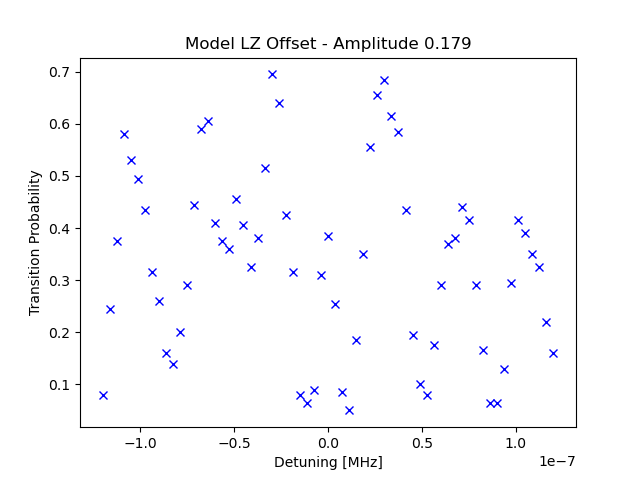 Model LZ Offset - Amplitude 0.179
Transition Probability
0.7
0.6
0.5
0.4
0.3
0.2
0.1
−1.0 −0.5 0.0 0.5 1.0
1e−7
Detuning [MHz]